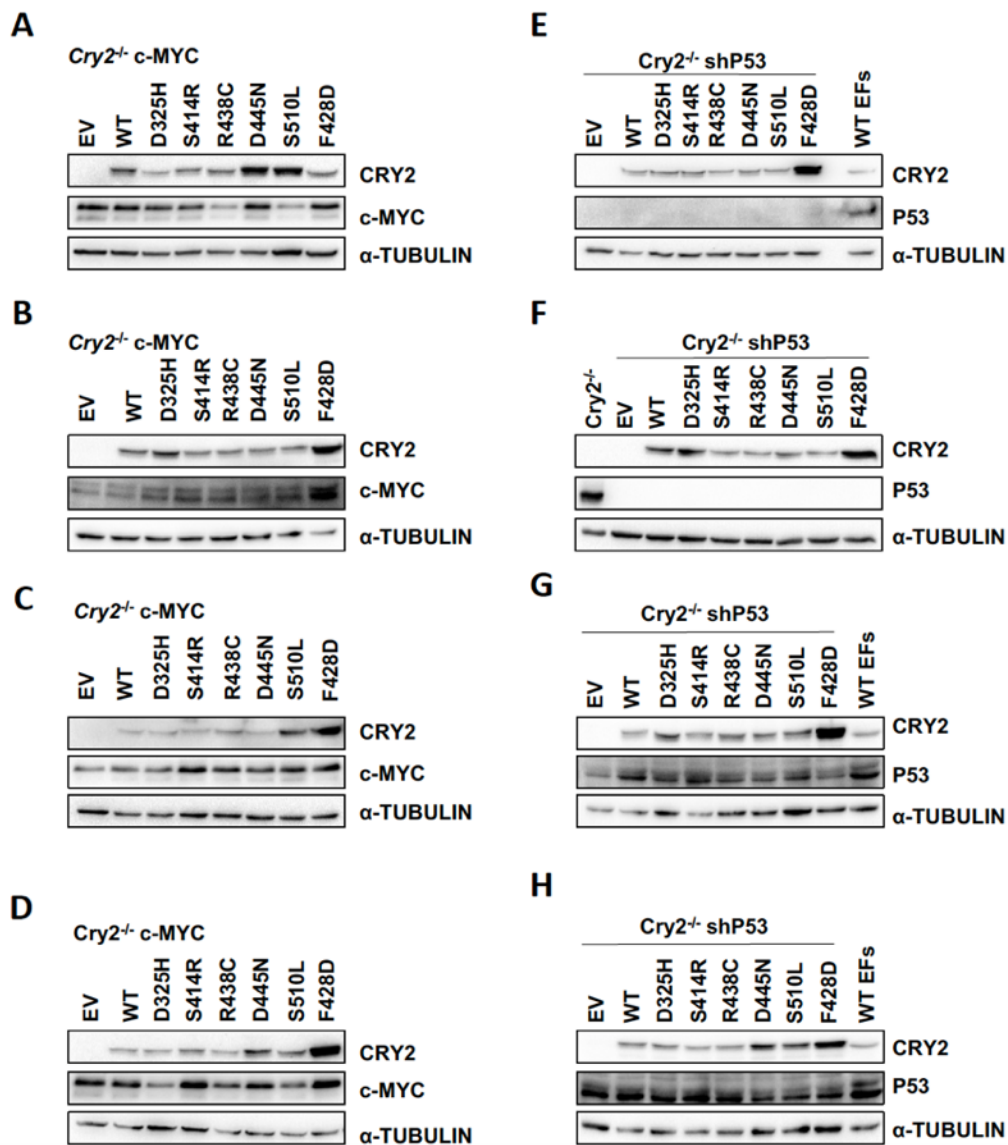 A
Cry2-/- c-MYC
EV WT D325H S414R R438C D445N S510L F428D
CRY2
c-MYC
α-TUBULIN
B
Cry2-/- c-MYC
EV WT D325H S414R R438C D445N S510L F428D
CRY2
c-MYC
α-TUBULIN
C
Cry2-/- c-MYC
EV WT D325H S414R R438C D445N S510L F428D
CRY2
c-MYC
α-TUBULIN
D
Cry2-/- c-MYC
EV WT D325H S414R R438C D445N S510L F428D
CRY2
c-MYC
α-TUBULIN
E
Cry2-/- shP53
EV WT D325H S414R R438C D445N S510L F428D WT EFs
CRY2
P53
α-TUBULIN
F
Cry2-/- shP53
Cry2-/- EV WT D325H S414R R438C D445N S510L F428D
CRY2
P53
α-TUBULIN
G
Cry2-/- shP53
EV WT D325H S414R R438C D445N S510L F428D WT EFs
CRY2
P53
α-TUBULIN
H
Cry2-/- shP53
EV WT D325H S414R R438C D445N S510L F428D WT EFs
CRY2
P53
α-TUBULIN